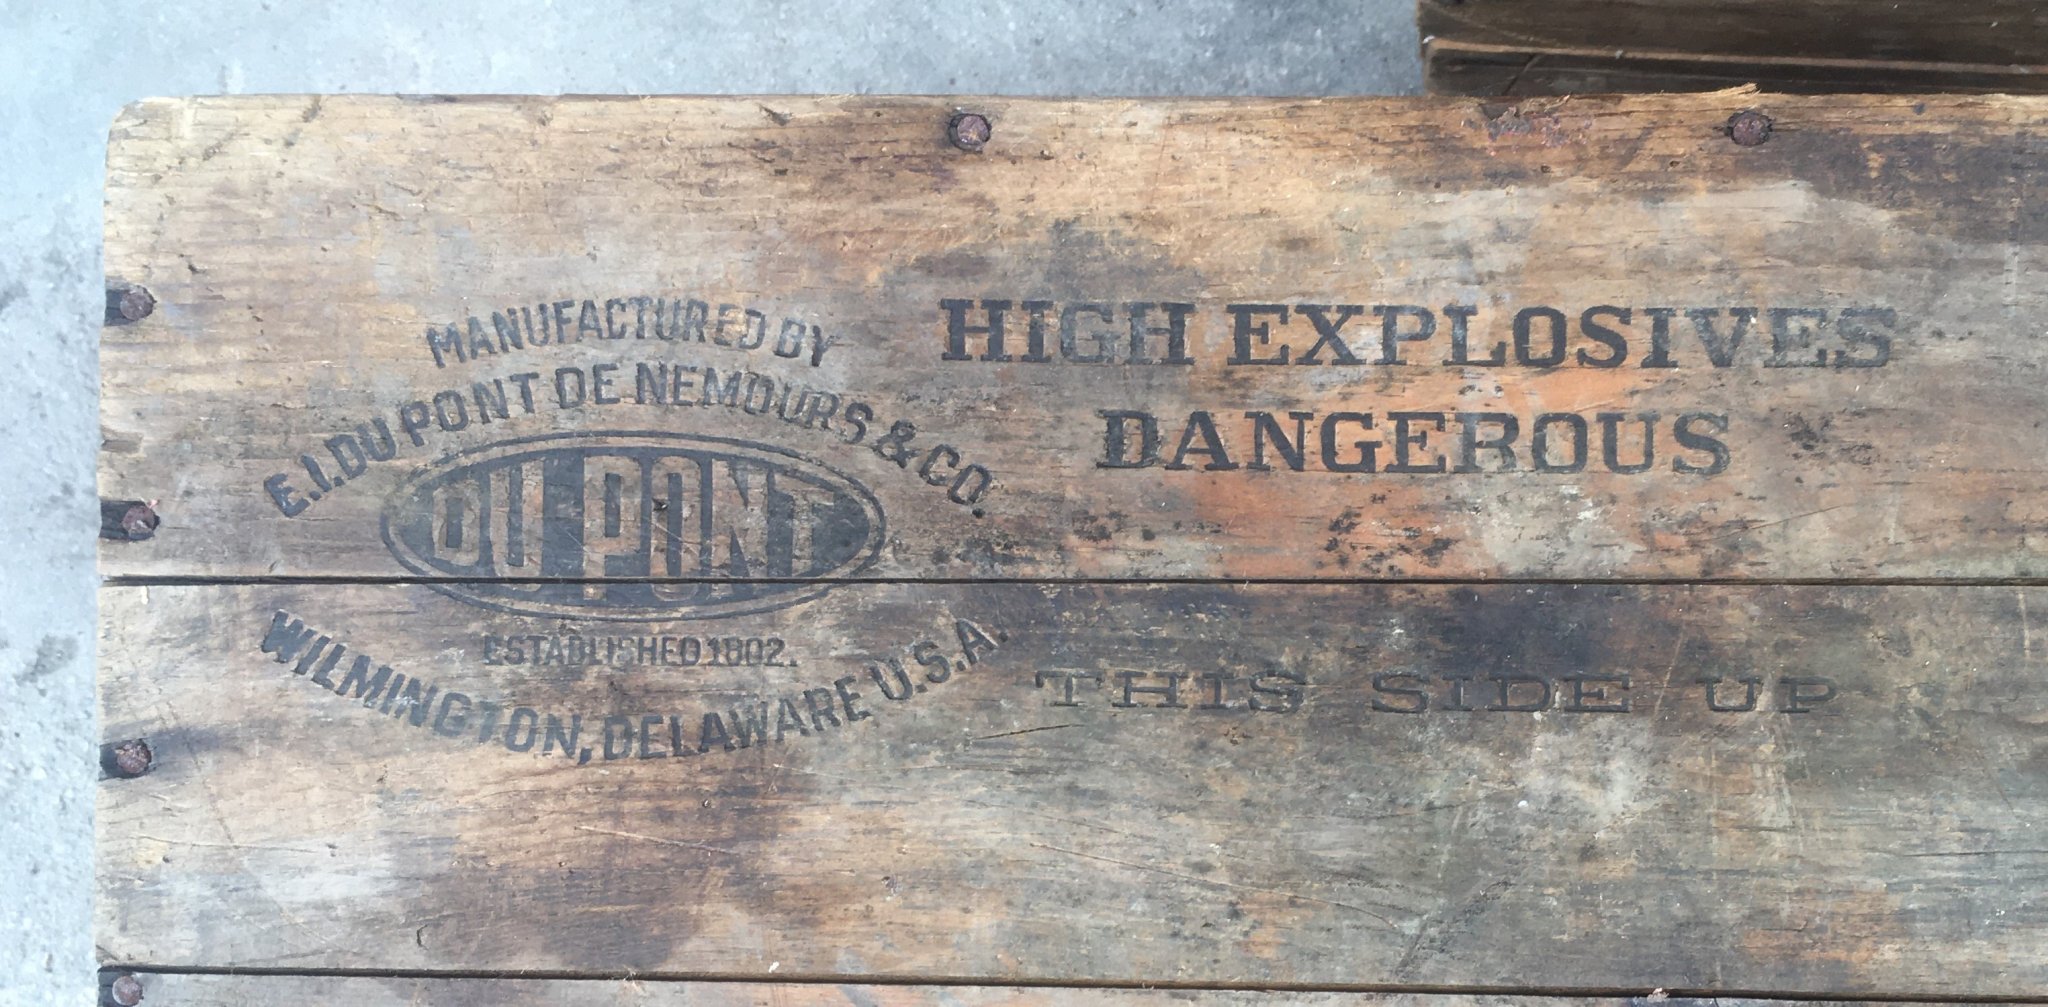 MANUFACTURED BY
E.I. DU PONT DE NEMOURS & CO.
DU PONT
ESTABLISHED 1802.
WILMINGTON, DELAWARE U.S.A.
HIGH EXPLOSIVES
DANGEROUS
THIS SIDE UP